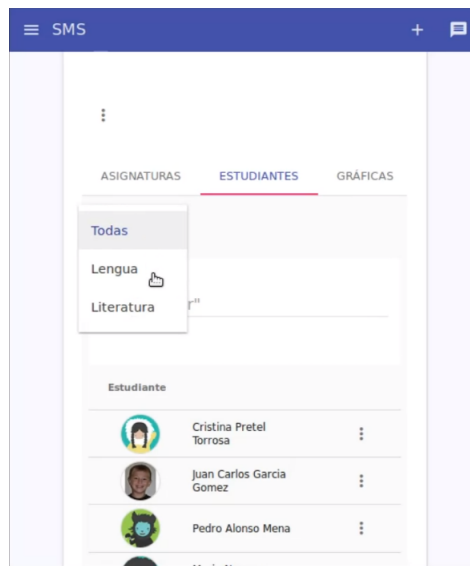 SMS
ASIGNATURAS ESTUDIANTES GRÁFICAS
Todas
Lengua
Literatura
r"
Estudiante
Cristina Pretel
Torrosa
Juan Carlos Garcia
Gomez
Pedro Alonso Mena